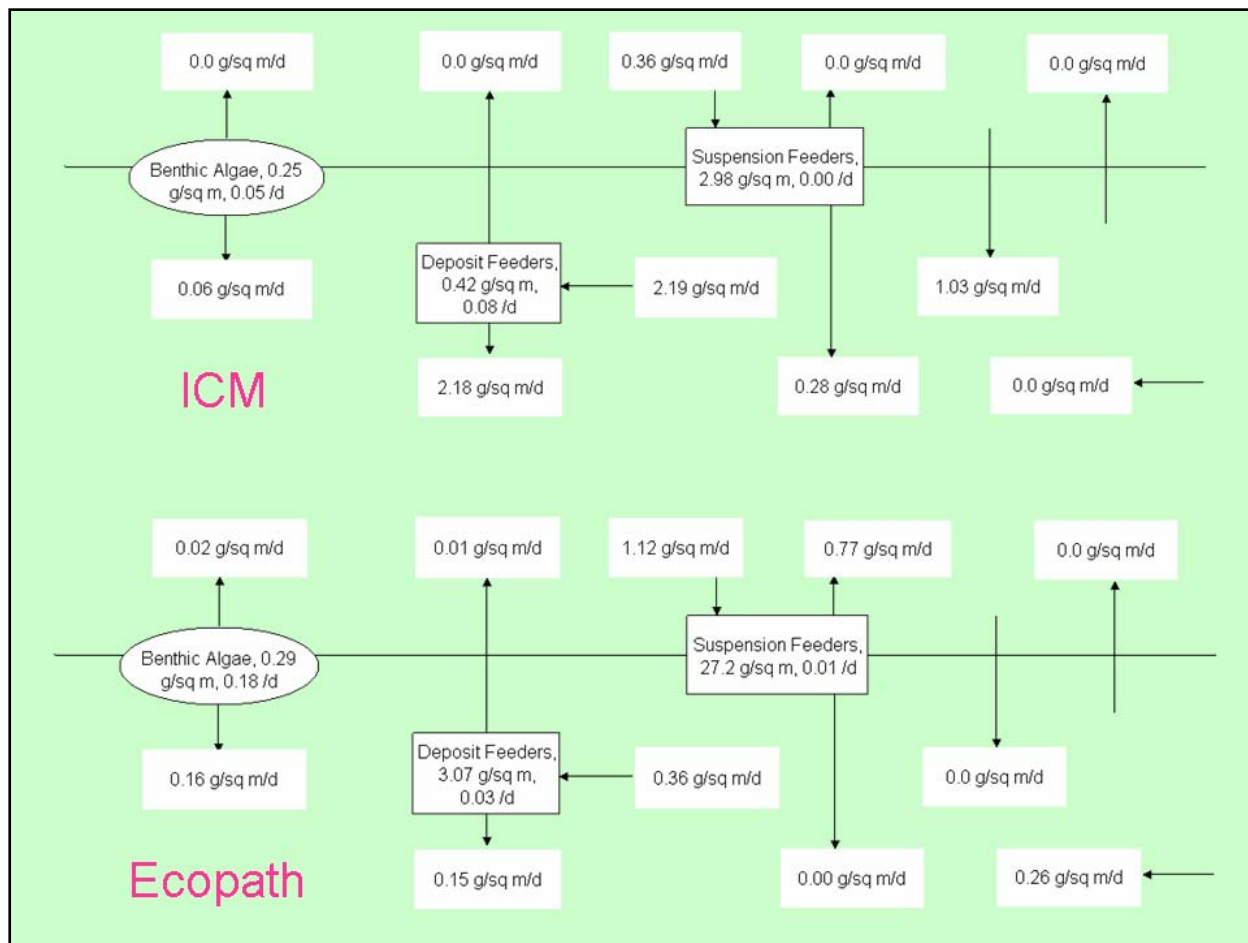 0.0 g/sq m/d
0.0 g/sq m/d
0.36 g/sq m/d
0.0 g/sq m/d
0.0 g/sq m/d
Benthic Algae, 0.25
g/sq m, 0.05 /d
Suspension Feeders,
2.98 g/sq m, 0.00 /d
0.06 g/sq m/d
Deposit Feeders,
0.42 g/sq m,
0.08 /d
2.19 g/sq m/d
1.03 g/sq m/d
ICM
2.18 g/sq m/d
0.28 g/sq m/d
0.0 g/sq m/d
0.02 g/sq m/d
0.01 g/sq m/d
1.12 g/sq m/d
0.77 g/sq m/d
0.0 g/sq m/d
Benthic Algae, 0.29
g/sq m, 0.18 /d
Suspension Feeders,
27.2 g/sq m, 0.01 /d
0.16 g/sq m/d
Deposit Feeders,
3.07 g/sq m,
0.03 /d
0.36 g/sq m/d
0.0 g/sq m/d
Ecopath
0.15 g/sq m/d
0.00 g/sq m/d
0.26 g/sq m/d